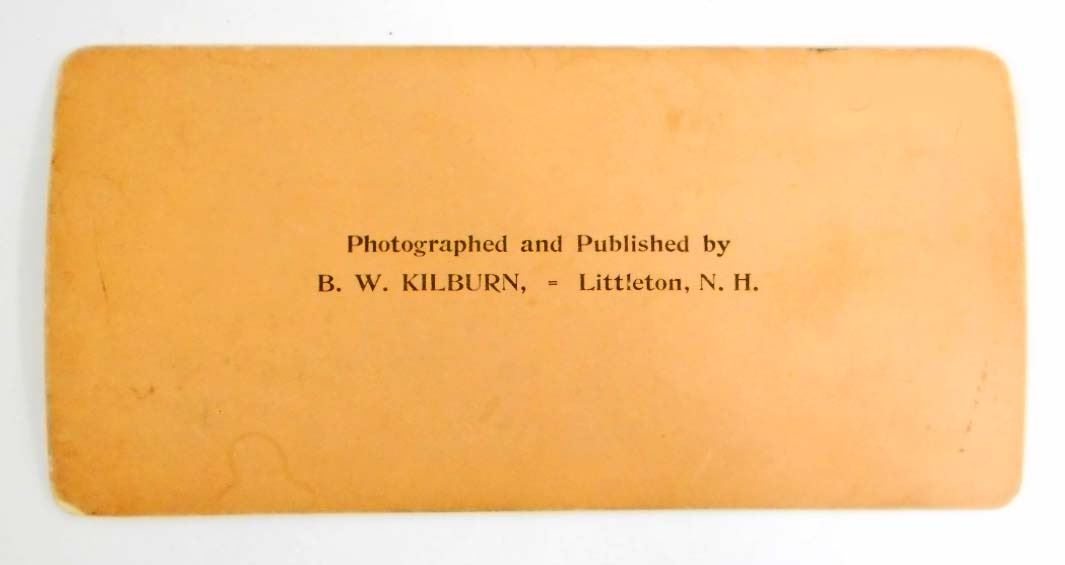 Photographed and Published by
B. W. KILBURN, = Littleton, N. H.